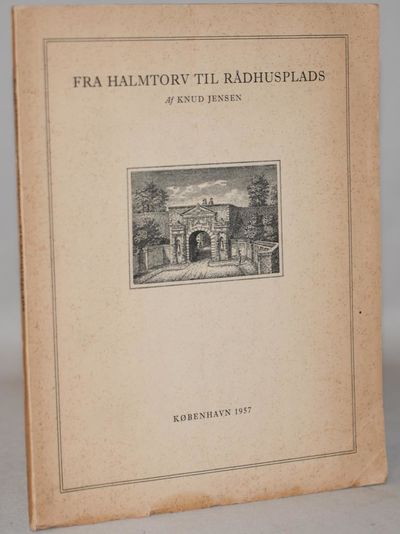 FRA HALMTORV TIL RÅDHUSPLADS
Af KNUD JENSEN
KØBENHAVN 1957